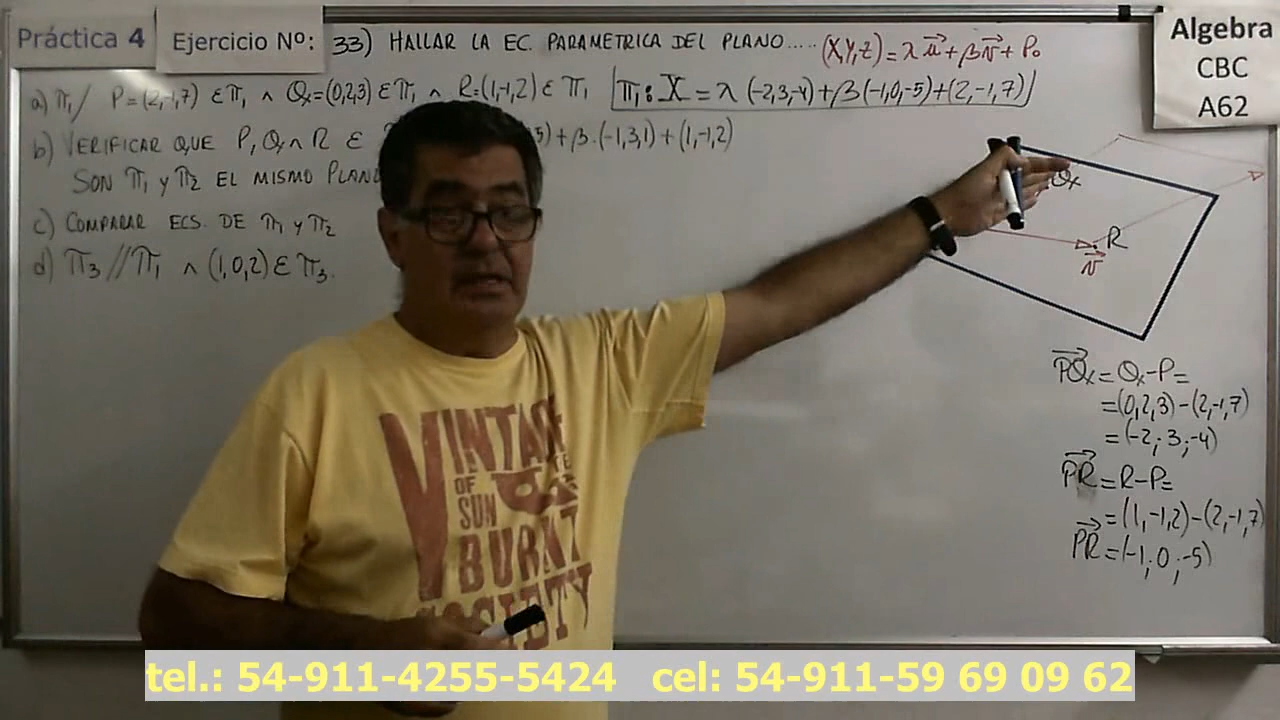 Práctica 4
Ejercicio Nº:
33) HALLAR LA EC. PARAMETRICA DEL PLANO..... (X,Y,Z)=λu+βv+P₀
Algebra
CBC
A62
a) π₁/ P=(2,-1,7) ∈ π₁ ∧ Q=(0,2,3) ∈ π₁ ∧ R=(1,-1,2) ∈ π₁ π₁: X = λ (-2,3,-4)+β(-1,0,-5)+(2,-1,7)
b) VERIFICAR QUE P, Q ∧ R ∈
5)+β.(-1,3,1)+(1,-1,2)
SON π₁ y π₂ EL MISMO PLANO
c) COMPARAR ECS. DE π₁ y π₂
d) π₃//π₁ ∧ (1,0,2) ∈ π₃.
Q
R
v
PQ=Q-P=
=(0,2,3)-(2,-1,7)
=(-2;3;-4)
PR=R-P=
=(1,-1,2)-(2,-1,7)
PR=(-1;0;-5)
VINTAGE
OF
SUN
BURNT
SOCIETY
tel.: 54-911-4255-5424 cel: 54-911-59 69 09 62